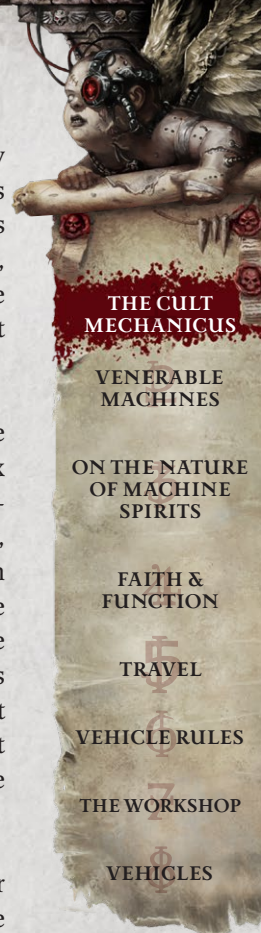 THE CULT
MECHANICUS
VENERABLE
MACHINES
ON THE NATURE
OF MACHINE
SPIRITS
FAITH &
FUNCTION
TRAVEL
VEHICLE RULES
THE WORKSHOP
VEHICLES